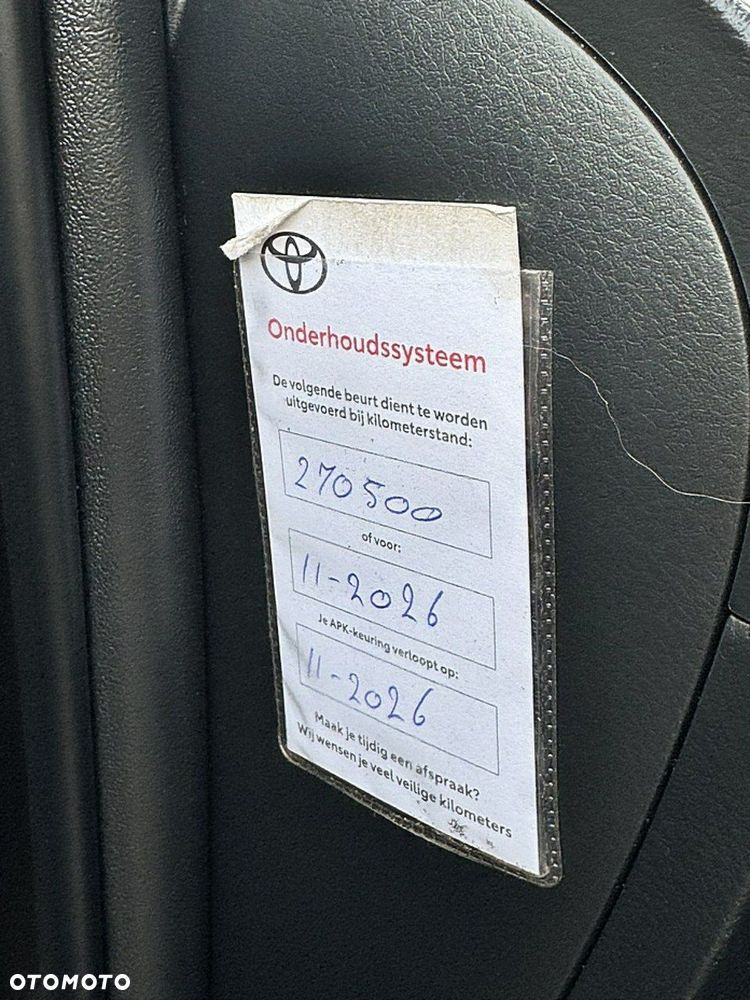 Onderhoudssysteem
De volgende beurt dient te worden
uitgevoerd bij kilometerstand:
270500
of voor:
11-2026
Je APK-keuring verloopt op:
11-2026
Maak je tijdig een afspraak?
Wij wensen je veel veilige kilometers
OTOMOTO